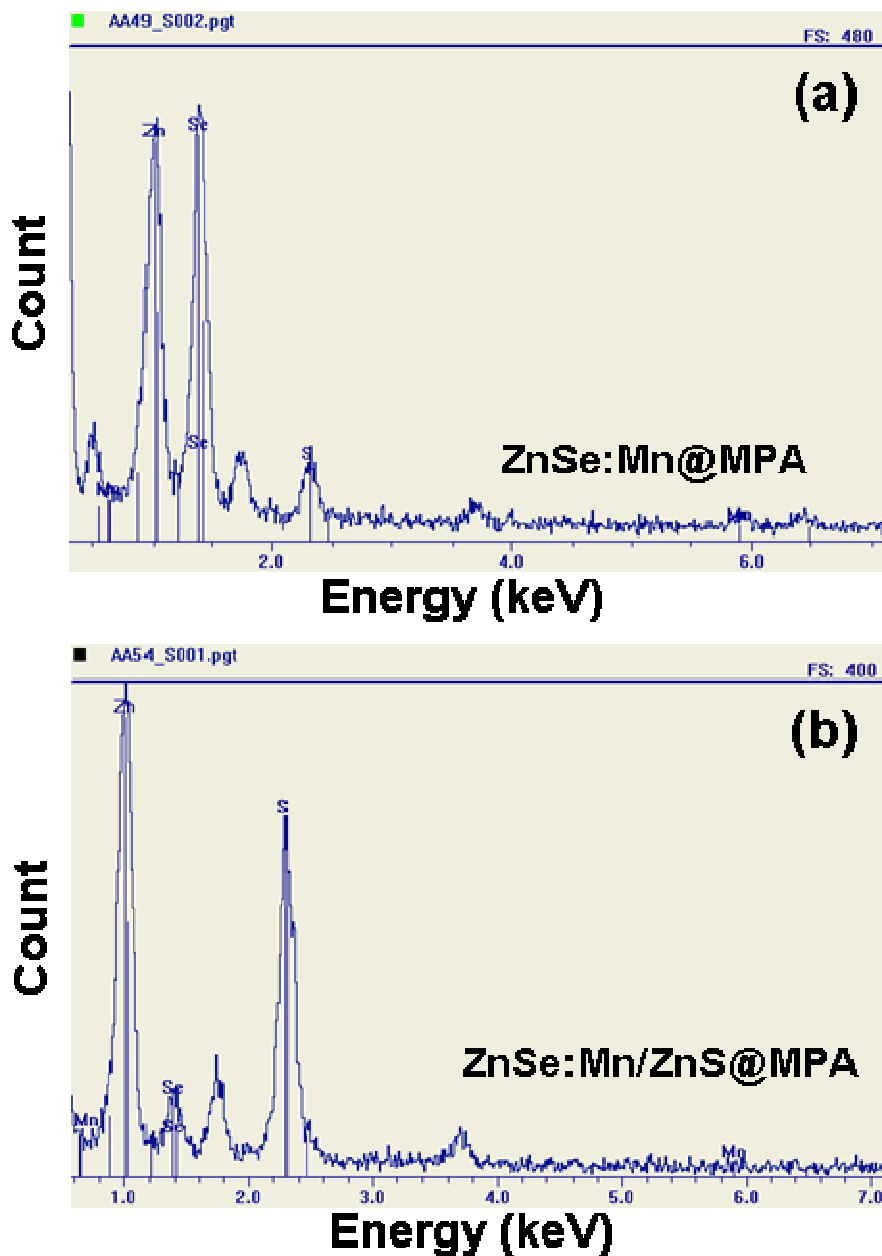 AA49_S002.pgt
FS: 480
(a)
Zn
Se
Se
S
ZnSe:Mn@MPA
Count
2.0
4.0
6.0
Energy (keV)
AA54_S001.pgt
FS: 400
(b)
Zn
S
ZnSe:Mn/ZnS@MPA
Se
Se
Mn
Mn
Count
1.0
2.0
3.0
4.0
5.0
6.0
7.0
Energy (keV)